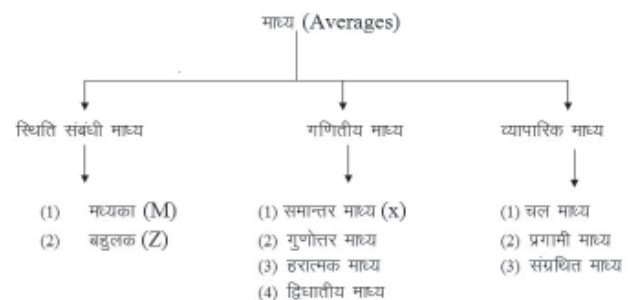 माध्य (Averages)
स्थिति संबंधी माध्य
गणितीय माध्य
व्यापारिक माध्य
(1) मध्यका (M)
(2) बहुलक (Z)
(1) समान्तर माध्य (x)
(2) गुणोत्तर माध्य
(3) हरात्मक माध्य
(4) द्विघातीय माध्य
(1) चल माध्य
(2) प्रगामी माध्य
(3) संग्रथित माध्य